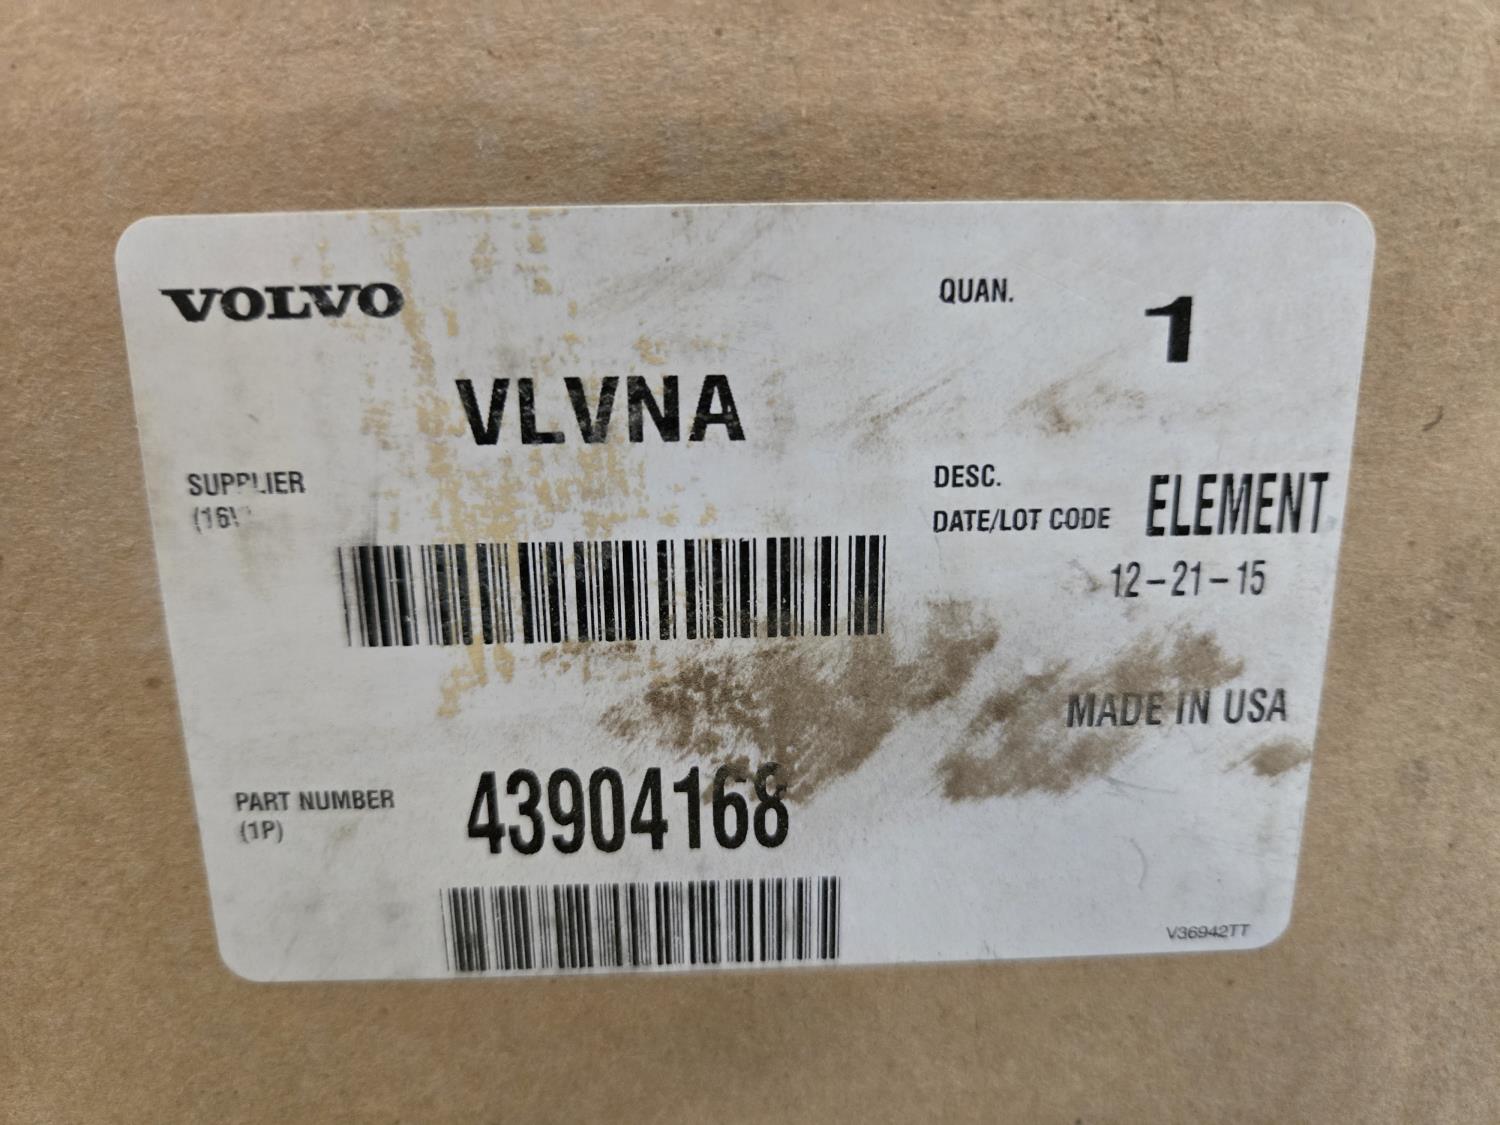 VOLVO
QUAN.
1
VLVNA
SUPPLIER
DESC.
ELEMENT
DATE/LOT CODE
12-21-15
MADE IN USA
PART NUMBER
(1P)
43904168
V36942TT